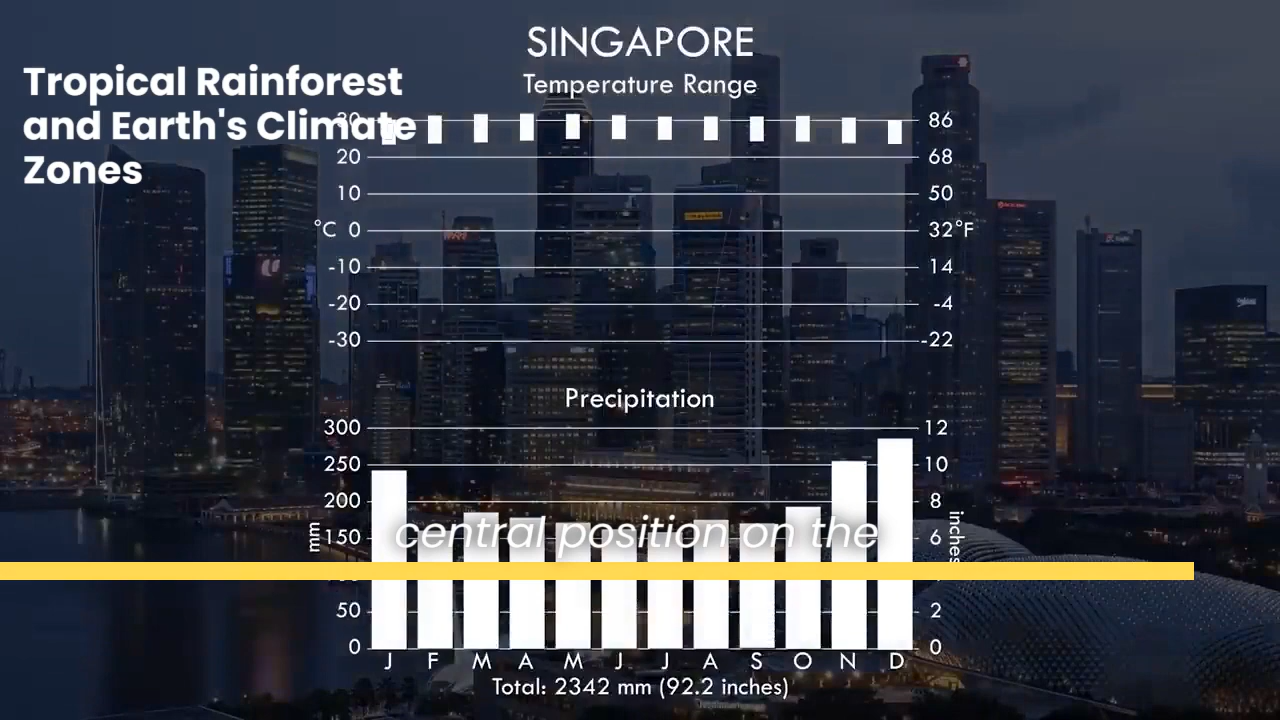 SINGAPORE
Temperature Range
Tropical Rainforest
and Earth's Climate
Zones
30 86
20 68
10 50
°C 0 32°F
-10 14
-20 -4
-30 -22
Precipitation
300 12
250 10
200 8
150 6
mm
inches
central position on the
50 2
0 0
J F M A M J J A S O N D
Total: 2342 mm (92.2 inches)